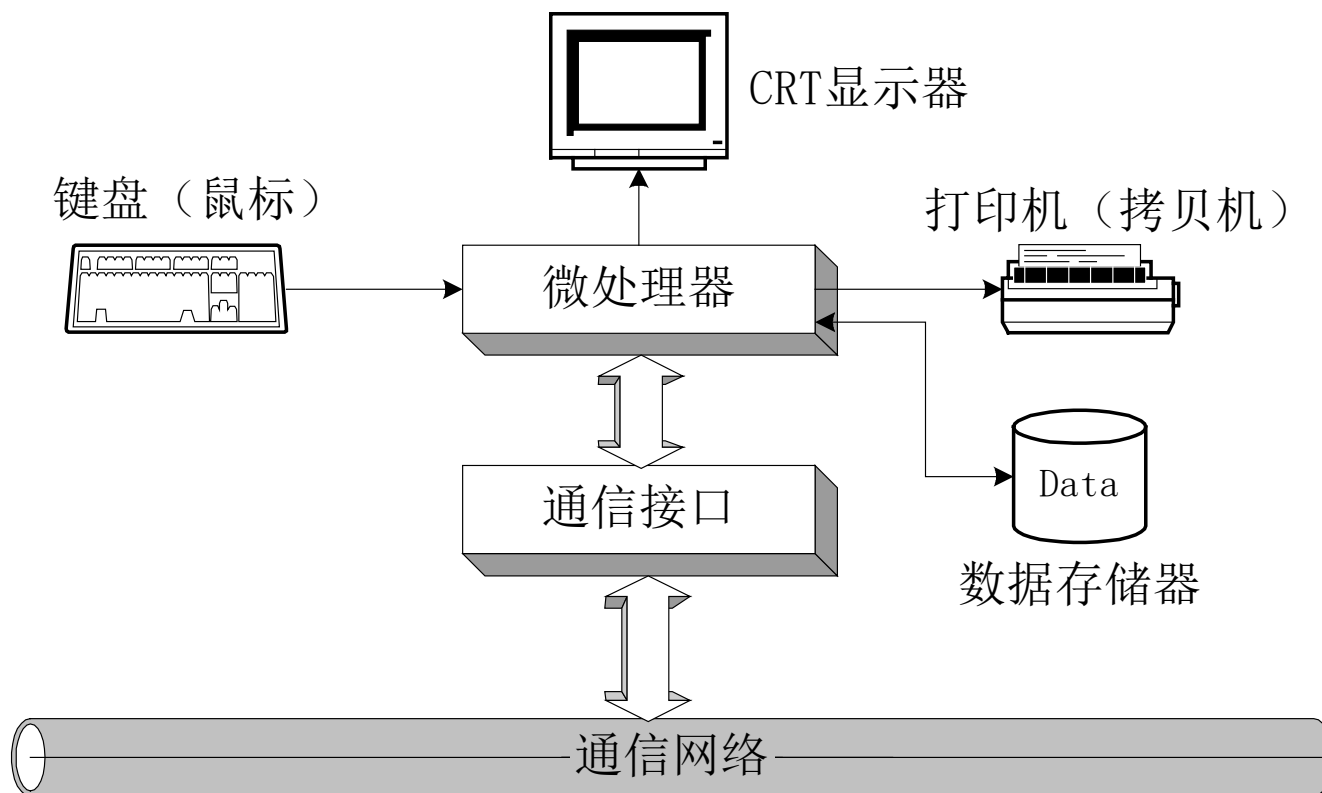 CRT显示器
键盘（鼠标）
打印机（拷贝机）
微处理器
Data
通信接口
数据存储器
通信网络